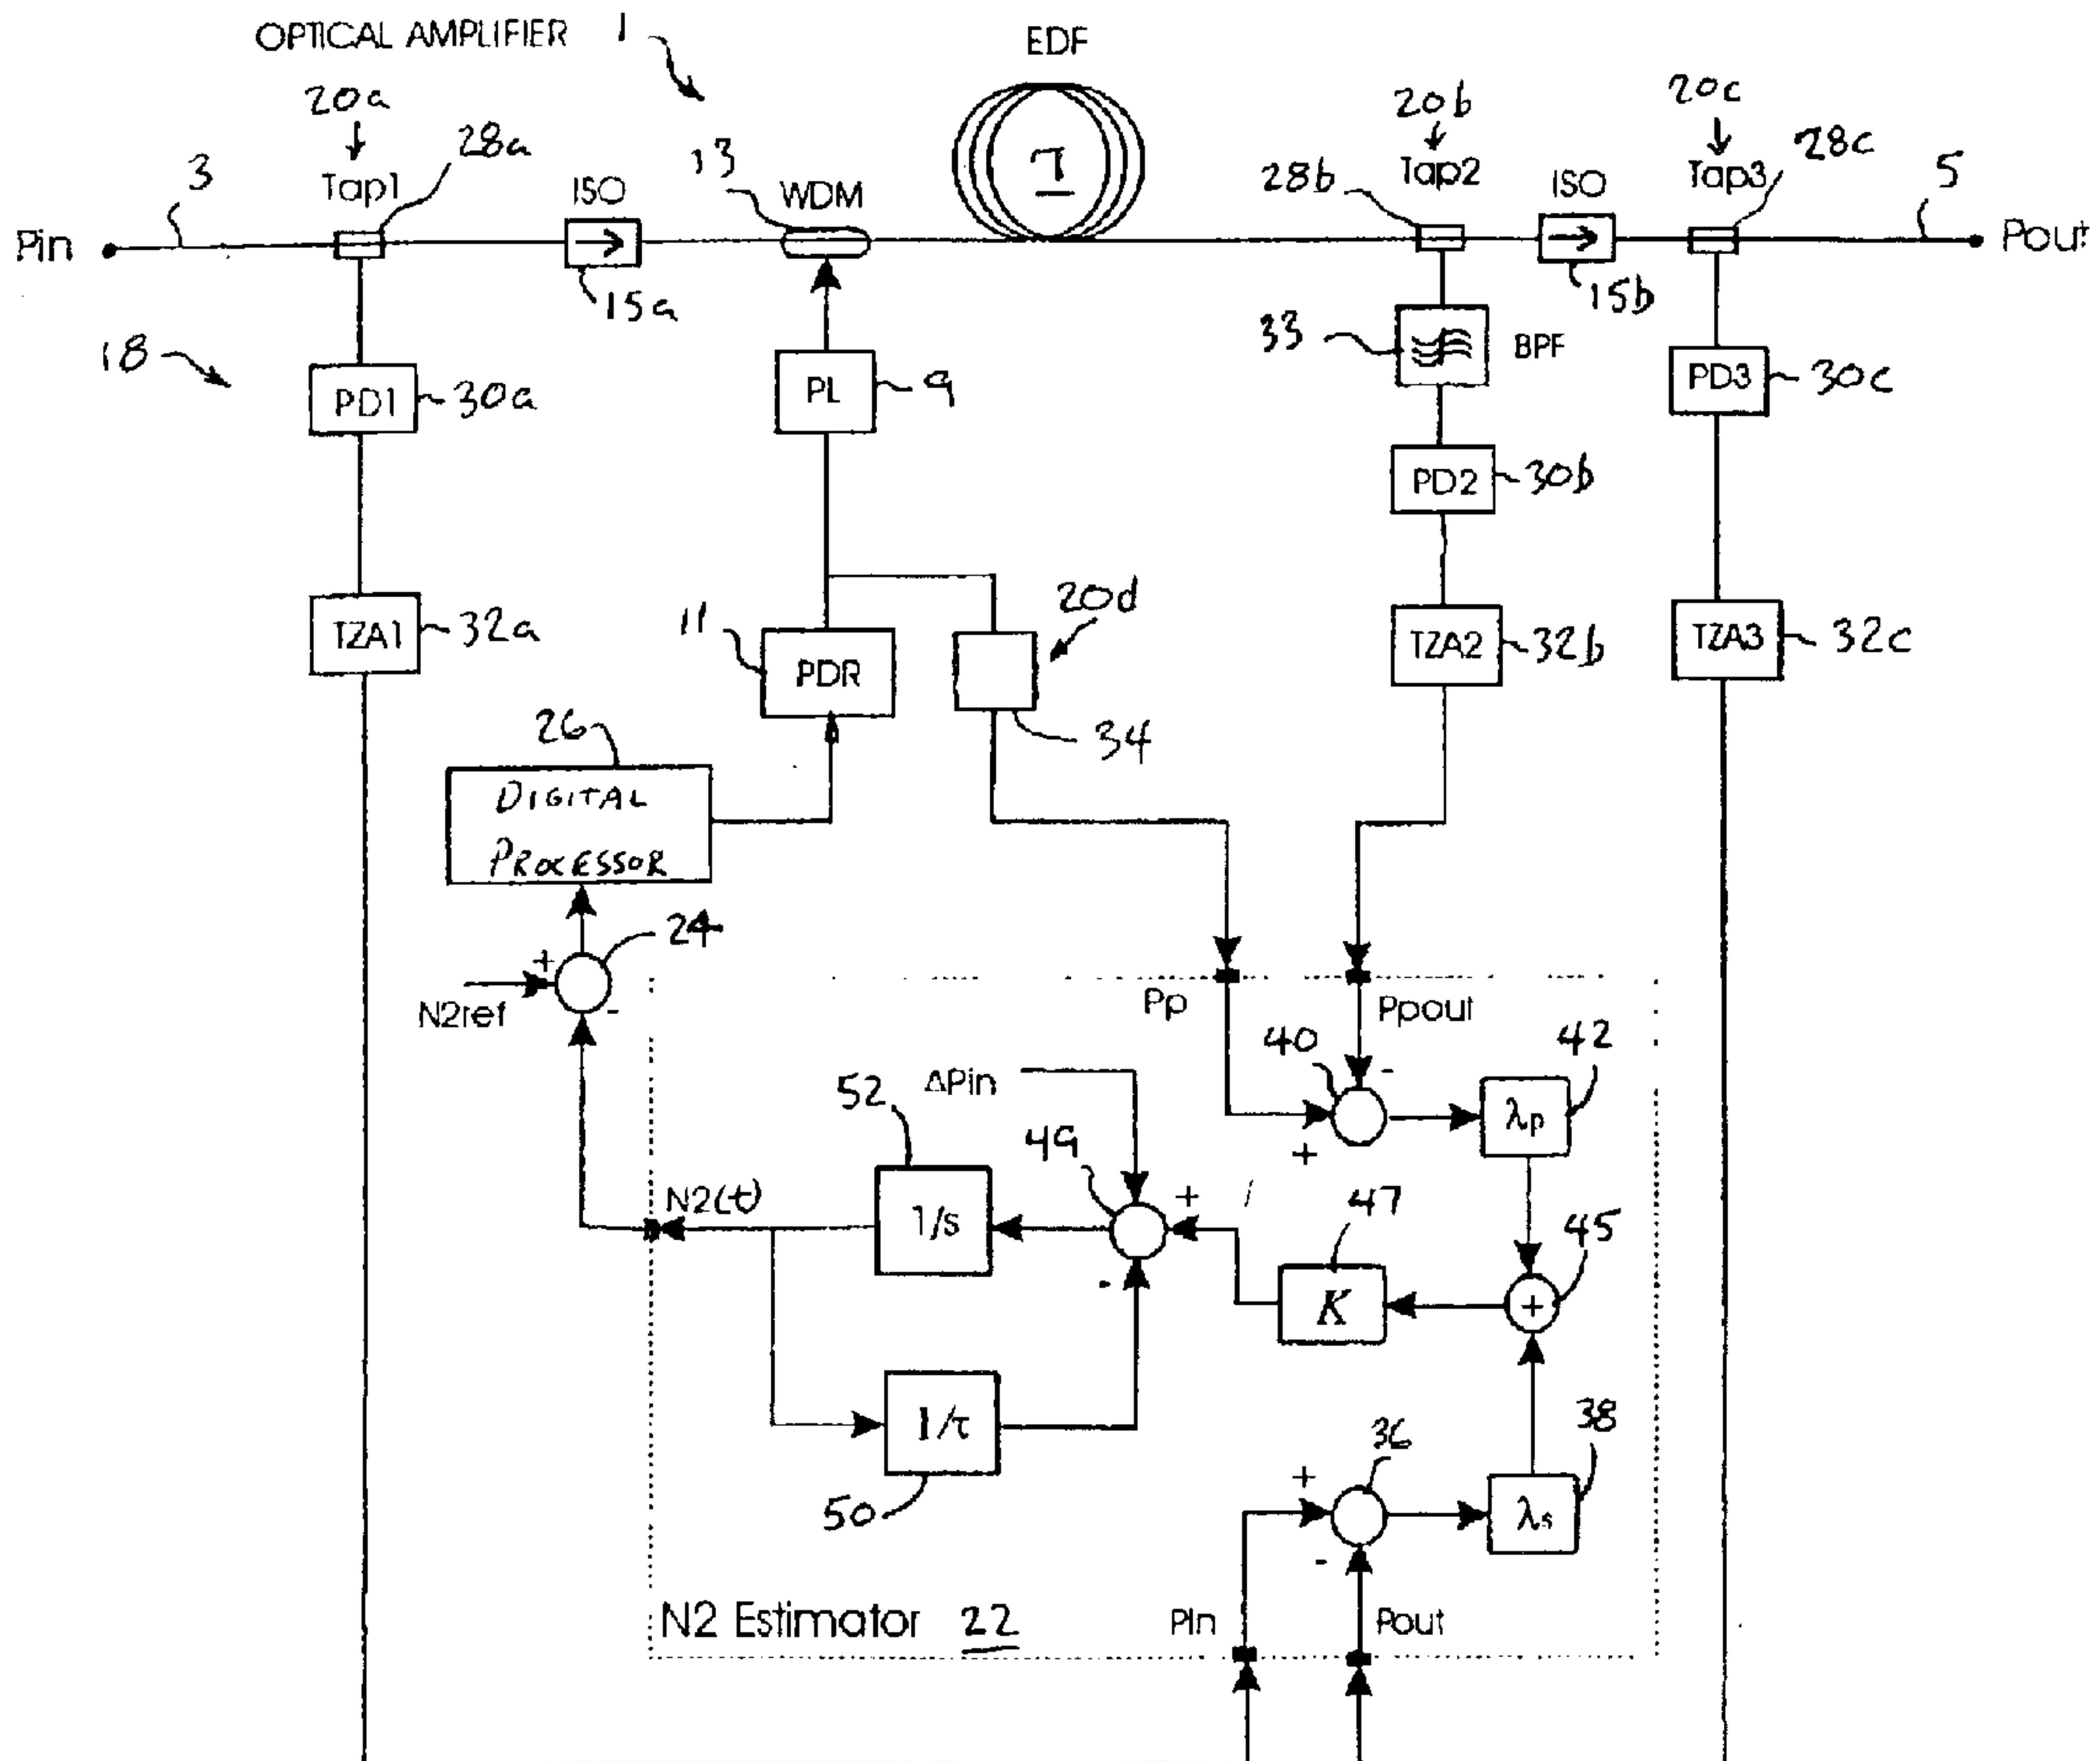 OPTICAL AMPLIFIER 1
EDF
20a
28a
13
7
20b
20c
28c
3
Tap1
ISO
WDM
28b
Tap2
ISO
Tap3
5
Pin
Pout
15a
15b
18
33
BPF
PD1
30a
PL
9
PD3
30c
PD2
30b
20d
TZA1
32a
11
PDR
TZA2
32b
TZA3
32c
26
34
DIGITAL
PROCESSOR
24
+
N2ref
-
Pp
Ppout
40
-
42
ΔPin
52
λp
49
+
N2(t)
1/s
+
47
45
-
K
+
1/τ
36
38
50
+
λs
-
N2 Estimator 22
Pin
Pout